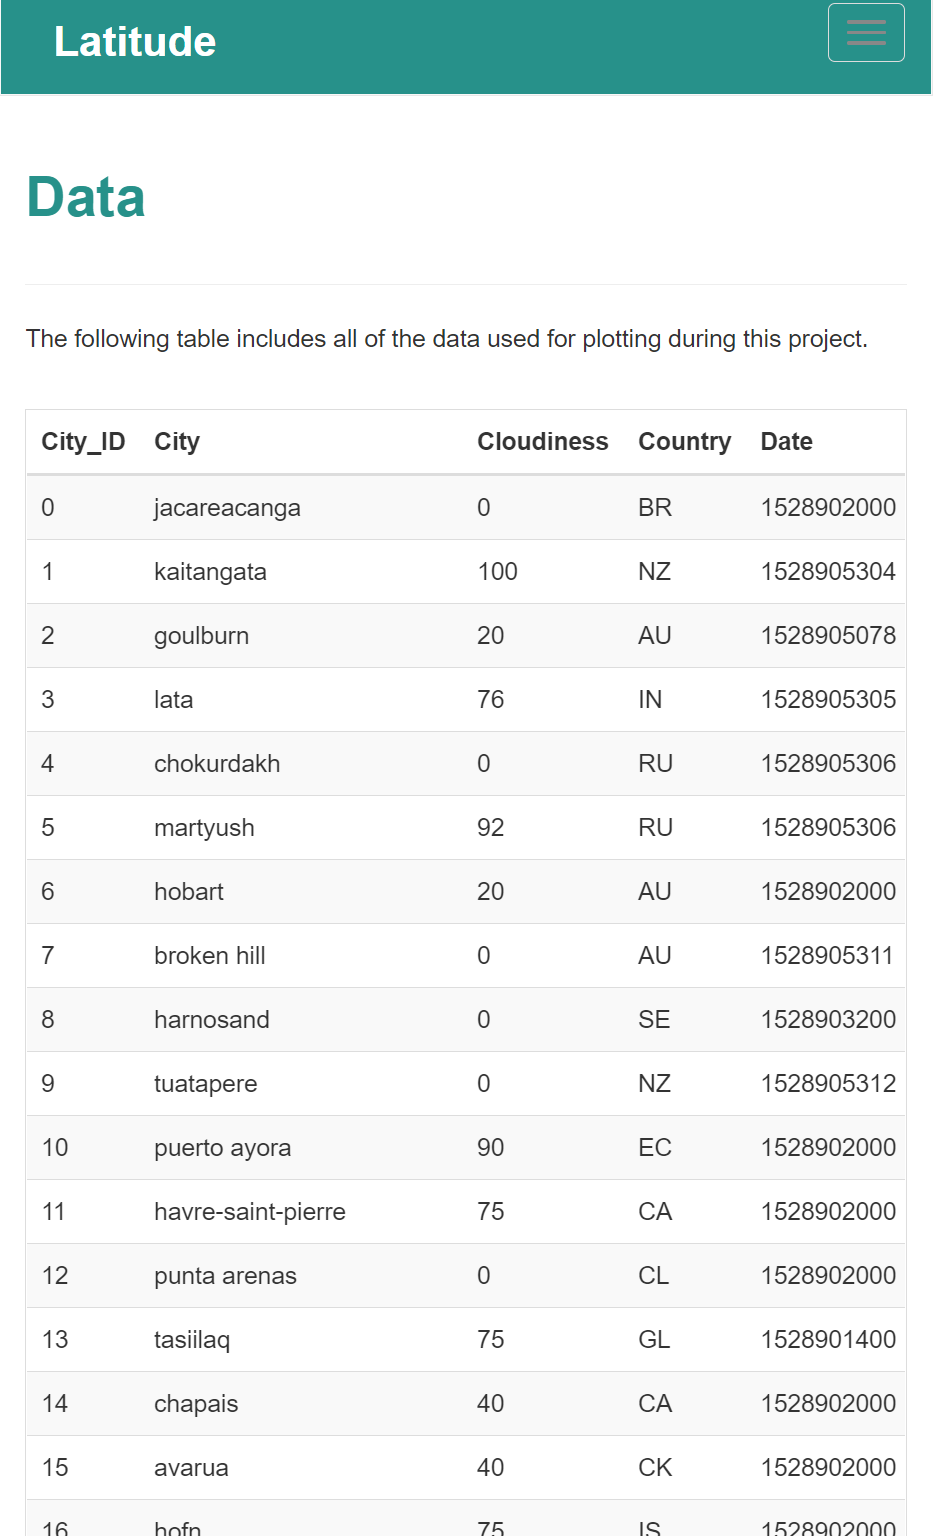 Latitude
Data
The following table includes all of the data used for plotting during this project.
City_ID City Cloudiness Country Date
0 jacareacanga 0 BR 1528902000
1 kaitangata 100 NZ 1528905304
2 goulburn 20 AU 1528905078
3 lata 76 IN 1528905305
4 chokurdakh 0 RU 1528905306
5 martyush 92 RU 1528905306
6 hobart 20 AU 1528902000
7 broken hill 0 AU 1528905311
8 harnosand 0 SE 1528903200
9 tuatapere 0 NZ 1528905312
10 puerto ayora 90 EC 1528902000
11 havre-saint-pierre 75 CA 1528902000
12 punta arenas 0 CL 1528902000
13 tasiilaq 75 GL 1528901400
14 chapais 40 CA 1528902000
15 avarua 40 CK 1528902000
16 hofn 75 IS 1528902000